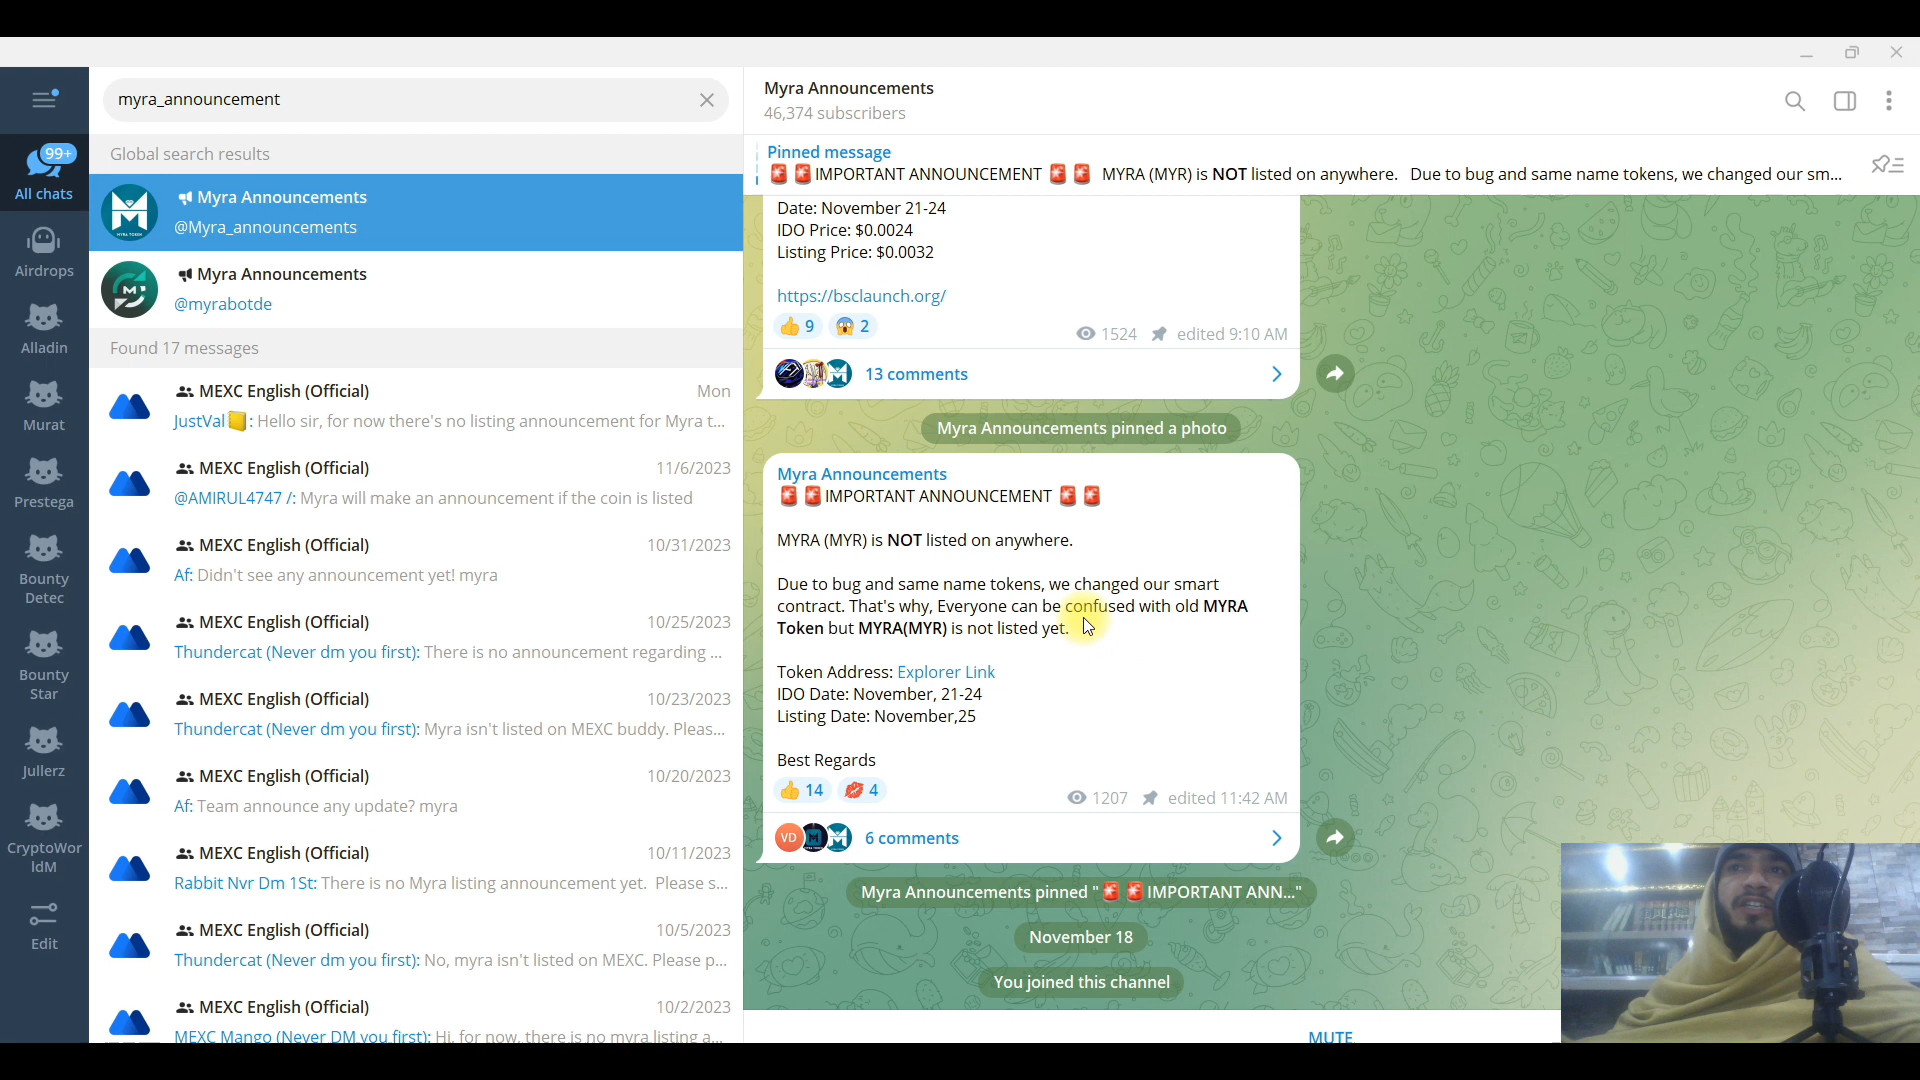 myra_announcement
Global search results
Myra Announcements
@Myra_announcements
Myra Announcements
@myrabotde
Found 17 messages
MEXC English (Official) Mon
JustVal📒: Hello sir, for now there's no listing announcement for Myra t...
MEXC English (Official) 11/6/2023
@AMIRUL4747 /: Myra will make an announcement if the coin is listed
MEXC English (Official) 10/31/2023
Af: Didn't see any announcement yet! myra
MEXC English (Official) 10/25/2023
Thundercat (Never dm you first): There is no announcement regarding ...
MEXC English (Official) 10/23/2023
Thundercat (Never dm you first): Myra isn't listed on MEXC buddy. Pleas...
MEXC English (Official) 10/20/2023
Af: Team announce any update? myra
MEXC English (Official) 10/11/2023
Rabbit Nvr Dm 1St: There is no Myra listing announcement yet. Please s...
MEXC English (Official) 10/5/2023
Thundercat (Never dm you first): No, myra isn't listed on MEXC. Please p...
MEXC English (Official) 10/2/2023
MEXC Mango (Never DM you first): Hi, for now, there is no myra listing a...
99+
All chats
Airdrops
Alladin
Murat
Prestega
Bounty
Detec
Bounty
Star
Jullerz
CryptoWor
ldM
Edit
Myra Announcements
46,374 subscribers
Pinned message
🚨 🚨IMPORTANT ANNOUNCEMENT 🚨 🚨 MYRA (MYR) is NOT listed on anywhere. Due to bug and same name tokens, we changed our sm...
Date: November 21-24
IDO Price: $0.0024
Listing Price: $0.0032
https://bsclaunch.org/
👍 9 😱 2 1524 edited 9:10 AM
13 comments
Myra Announcements pinned a photo
Myra Announcements
🚨 🚨IMPORTANT ANNOUNCEMENT 🚨 🚨
MYRA (MYR) is NOT listed on anywhere.
Due to bug and same name tokens, we changed our smart
contract. That's why, Everyone can be confused with old MYRA
Token but MYRA(MYR) is not listed yet.
Token Address: Explorer Link
IDO Date: November, 21-24
Listing Date: November,25
Best Regards
👍 14 💋 4 1207 edited 11:42 AM
VD 6 comments
Myra Announcements pinned "🚨 🚨IMPORTANT ANN..."
November 18
You joined this channel
MUTE